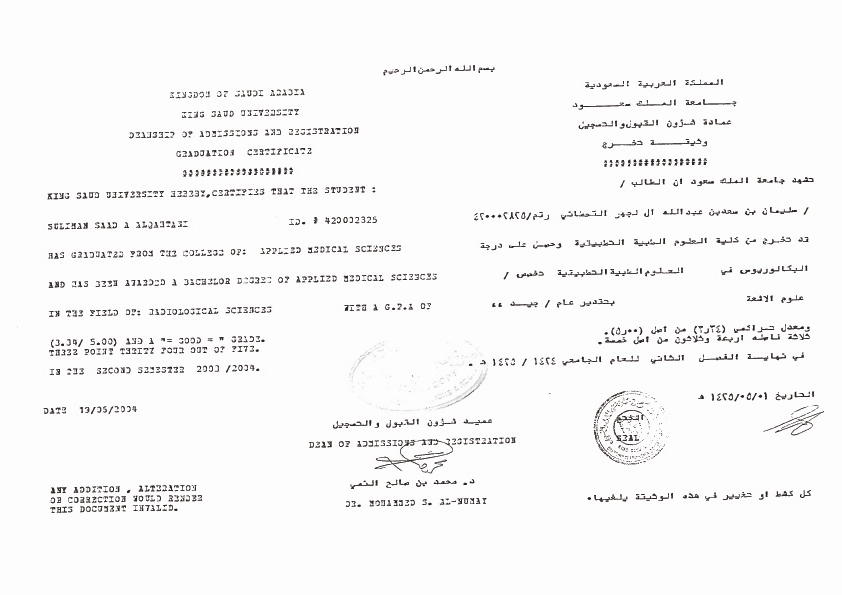 بسم الله الرحمن الرحيم
KINGDOM OF SAUDI ARABIA
KING SAUD UNIVERSITY
DEANSHIP OF ADMISSIONS AND REGISTRATION
GRADUATION CERTIFICATE
المملكة العربية السعودية
جامعة الملك سعود
عمادة شؤون القبول والتسجيل
وثيقة تخرج
KING SAUD UNIVERSITY HEREBY,CERTIFIES THAT THE STUDENT :
SULIMAN SAAD A ALQAHTANI ID. # 420002825
HAS GRADUATED FROM THE COLLEGE OF: APPLIED MEDICAL SCIENCES
AND HAS BEEN AWARDED A BACHELOR DEGREE OF APPLIED MEDICAL SCIENCES
IN THE FIELD OF: RADIOLOGICAL SCIENCES WITH A G.P.A OF
(3.34/ 5.00) AND A "= GOOD = " GRADE.
THREE POINT THRITY FOUR OUT OF FIVE.
IN THE SECOND SEMESTER 2003 /2004.
DATE 19/06/2004
تشهد جامعة الملك سعود ان الطالب /
/ سليمان بن سعد بن عبدالله ال القحطاني رقم/٤٢٠٠٠٢٨٢٥
قد تخرج من كلية العلوم الطبية التطبيقية وحصل على درجة
البكالوريوس في العلوم الطبية التطبيقية تخصص /
علوم الاشعة بتقدير عام / جيد ,,
ومعدل تراكمي (٣,٣٤) من اصل (٥,٠٠).
ثلاثة فاصله اربعة وثلاثون من اصل خمسة.
في نهاية الفصل الثاني للعام الجامعي ١٤٢٤ / ١٤٢٥ هـ .
التاريخ ١٤٢٥/٠٥/٠١ هـ
الختم
SEAL
عميد شؤون القبول والتسجيل
DEAN OF ADMISSIONS AND REGISTRATION
د. محمد بن صالح النمي
DR. MOHAMMED S. AL-NUMAY
ANY ADDITION , ALTERATION
OR CORRECTION WOULD RENDER
THIS DOCUMENT INVALID.
كل كشط او تغيير في هذه الوثيقة يلغيها.